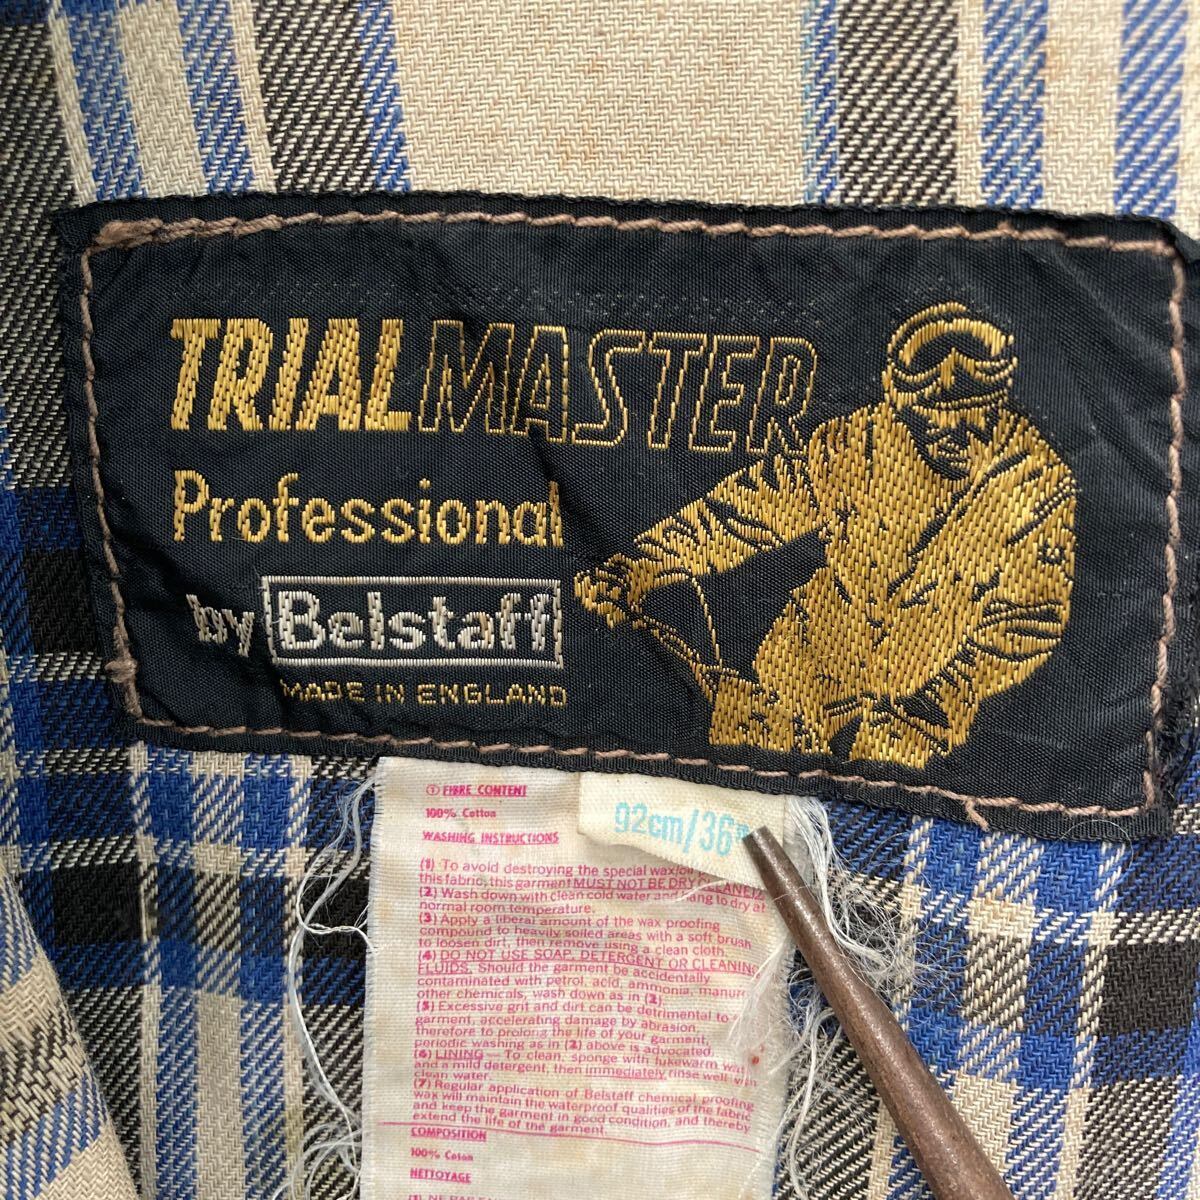 TRIALMASTER
Professional
by Belstaff
MADE IN ENGLAND
① FIBRE CONTENT
100% Cotton
92cm/36"
WASHING INSTRUCTIONS
(1) To avoid destroying the special wax/oil
this fabric, this garment MUST NOT BE DRY CLEANED
(2) Wash down with clean cold water and hang to dry at
normal room temperature.
(3) Apply a liberal amount of the wax proofing
compound to heavily soiled areas with a soft brush
to loosen dirt, then remove using a clean cloth.
(4) DO NOT USE SOAP, DETERGENT OR CLEANING
FLUIDS. Should the garment be accidentally
contaminated with petrol, acid, ammonia, manure
other chemicals, wash down as in (2).
(5) Excessive grit and dirt can be detrimental to
garment, accelerating damage by abrasion,
therefore to prolong the life of your garment,
periodic washing as in (2) above is advocated.
(6) LINING — To clean, sponge with lukewarm
and a mild detergent, then immediately rinse well with
clean water.
(7) Regular application of Belstaff chemical proofing
wax will maintain the waterproof qualities of the fabric
and keep the garment in good condition, and thereby
extend the life of the garment.
COMPOSITION
100% Coton
NETTOYAGE